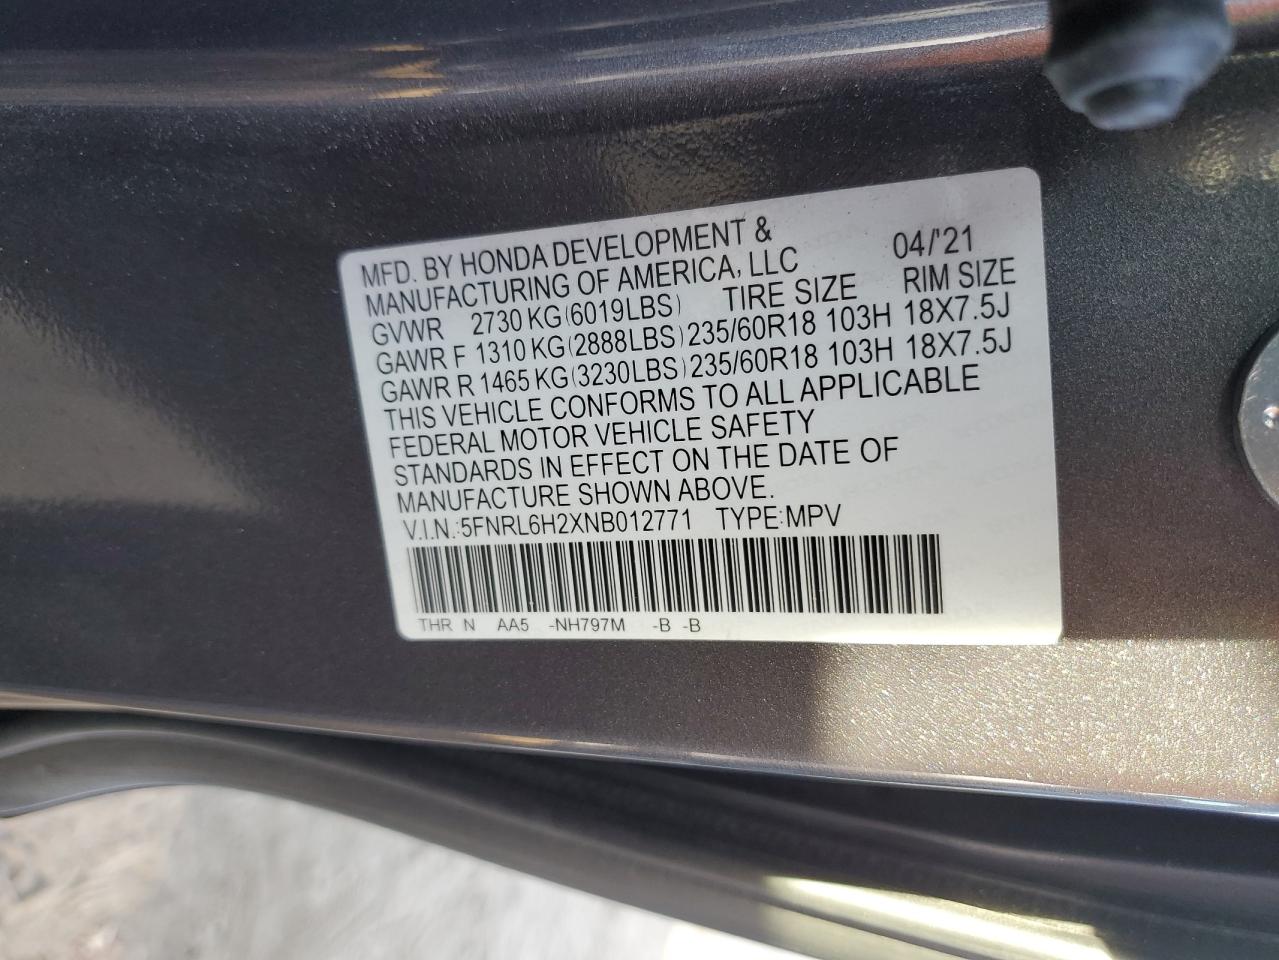 MFD. BY HONDA DEVELOPMENT &
MANUFACTURING OF AMERICA, LLC 04/'21
GVWR 2730 KG (6019LBS) TIRE SIZE RIM SIZE
GAWR F 1310 KG (2888LBS) 235/60R18 103H 18X7.5J
GAWR R 1465 KG (3230LBS) 235/60R18 103H 18X7.5J
THIS VEHICLE CONFORMS TO ALL APPLICABLE
FEDERAL MOTOR VEHICLE SAFETY
STANDARDS IN EFFECT ON THE DATE OF
MANUFACTURE SHOWN ABOVE.
V.I.N.:5FNRL6H2XNB012771 TYPE:MPV
THR N AA5 -NH797M -B -B